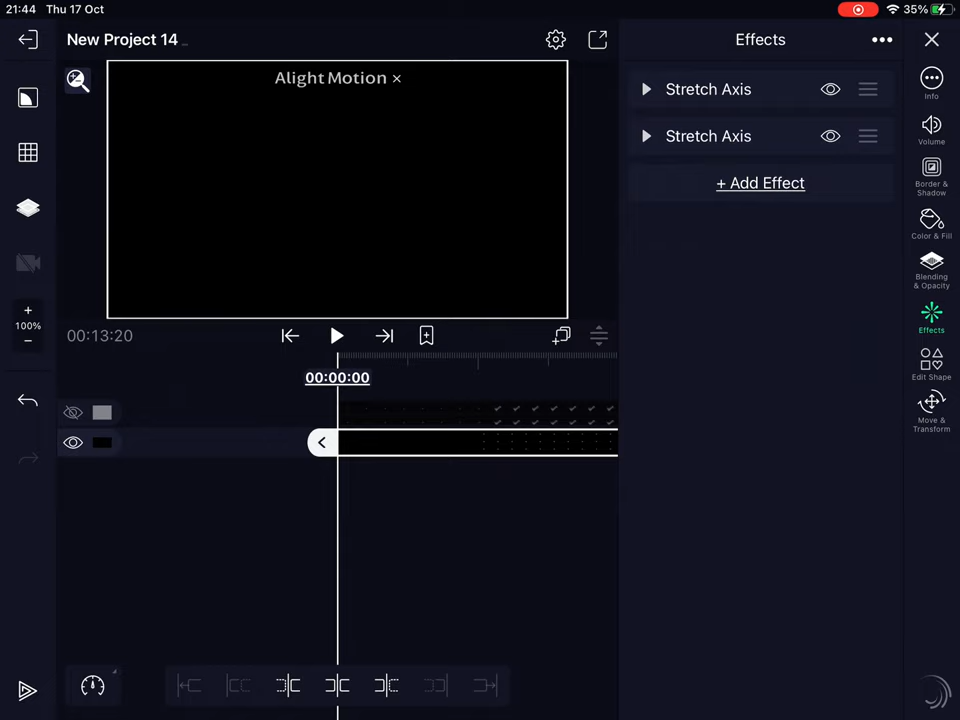 21:44 Thu 17 Oct
35%
New Project 14
Effects
Alight Motion ×
Stretch Axis
Stretch Axis
+ Add Effect
Info
Volume
Border & Shadow
Color & Fill
Blending & Opacity
Effects
Edit Shape
Move & Transform
+
100%
−
00:13:20
00:00:00